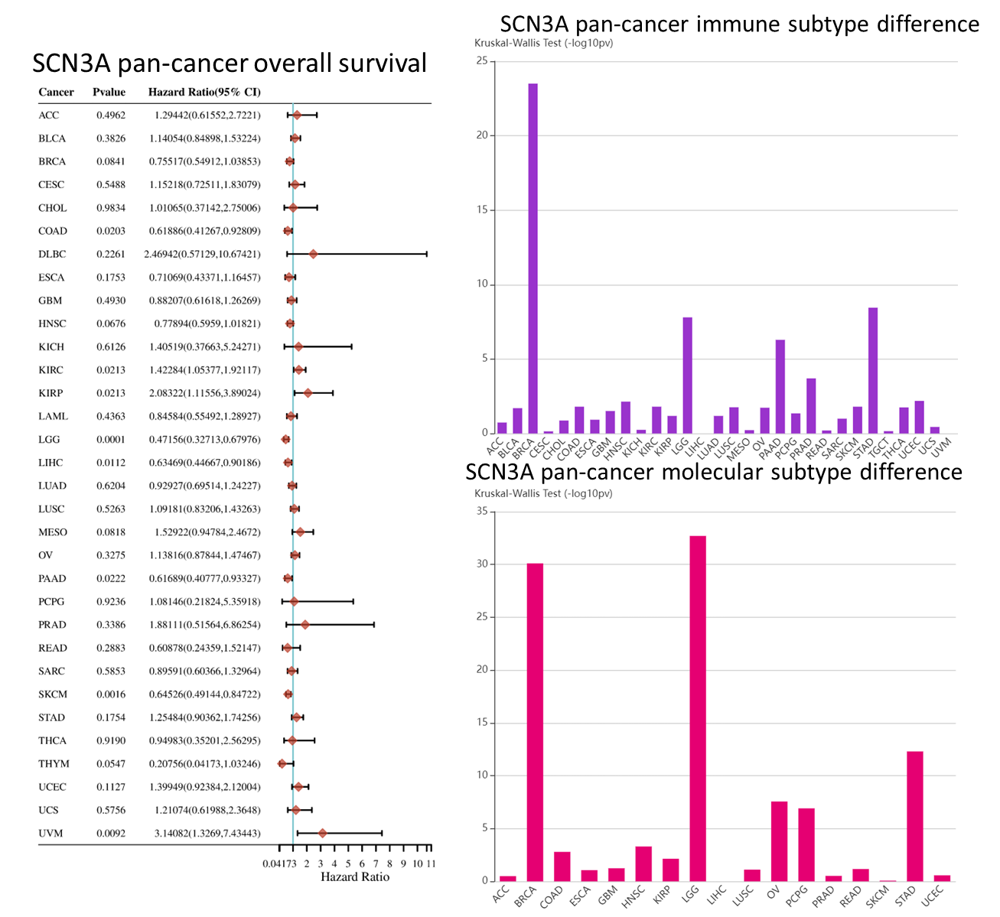 SCN3A pan-cancer overall survival
Cancer Pvalue Hazard Ratio(95% CI)
ACC 0.4962 1.29442(0.61552,2.7221)
BLCA 0.3826 1.14054(0.84898,1.53224)
BRCA 0.0841 0.75517(0.54912,1.03853)
CESC 0.5488 1.15218(0.72511,1.83079)
CHOL 0.9834 1.01065(0.37142,2.75006)
COAD 0.0203 0.61886(0.41267,0.92809)
DLBC 0.2261 2.46942(0.57129,10.67421)
ESCA 0.1753 0.71069(0.43371,1.16457)
GBM 0.4930 0.88207(0.61618,1.26269)
HNSC 0.0676 0.77894(0.5959,1.01821)
KICH 0.6126 1.40519(0.37663,5.24271)
KIRC 0.0213 1.42284(1.05377,1.92117)
KIRP 0.0213 2.08322(1.11556,3.89024)
LAML 0.4363 0.84584(0.55492,1.28927)
LGG 0.0001 0.47156(0.32713,0.67976)
LIHC 0.0112 0.63469(0.44667,0.90186)
LUAD 0.6204 0.92927(0.69514,1.24227)
LUSC 0.5263 1.09181(0.83206,1.43263)
MESO 0.0818 1.52922(0.94784,2.4672)
OV 0.3275 1.13816(0.87844,1.47467)
PAAD 0.0222 0.61689(0.40777,0.93327)
PCPG 0.9236 1.08146(0.21824,5.35918)
PRAD 0.3386 1.88111(0.51564,6.86254)
READ 0.2883 0.60878(0.24359,1.52147)
SARC 0.5853 0.89591(0.60366,1.32964)
SKCM 0.0016 0.64526(0.49144,0.84722)
STAD 0.1754 1.25484(0.90362,1.74256)
THCA 0.9190 0.94983(0.35201,2.56295)
THYM 0.0547 0.20756(0.04173,1.03246)
UCEC 0.1127 1.39949(0.92384,2.12004)
UCS 0.5756 1.21074(0.61988,2.3648)
UVM 0.0092 3.14082(1.3269,7.43443)
0.04173 2 3 4 5 6 7 8 9 10 11
Hazard Ratio
SCN3A pan-cancer immune subtype difference
Kruskal-Wallis Test (-log10pv)
25
20
15
10
5
0
ACC BLCA BRCA CESC CHOL COAD ESCA GBM HNSC KICH KIRC KIRP LGG LIHC LUAD LUSC MESO OV PAAD PCPG PRAD READ SARC SKCM STAD TGCT THCA UCEC UCS UVM
SCN3A pan-cancer molecular subtype difference
Kruskal-Wallis Test (-log10pv)
35
30
25
20
15
10
5
0
ACC BRCA COAD ESCA GBM HNSC KIRP LGG LIHC LUSC OV PCPG PRAD READ SKCM STAD UCEC